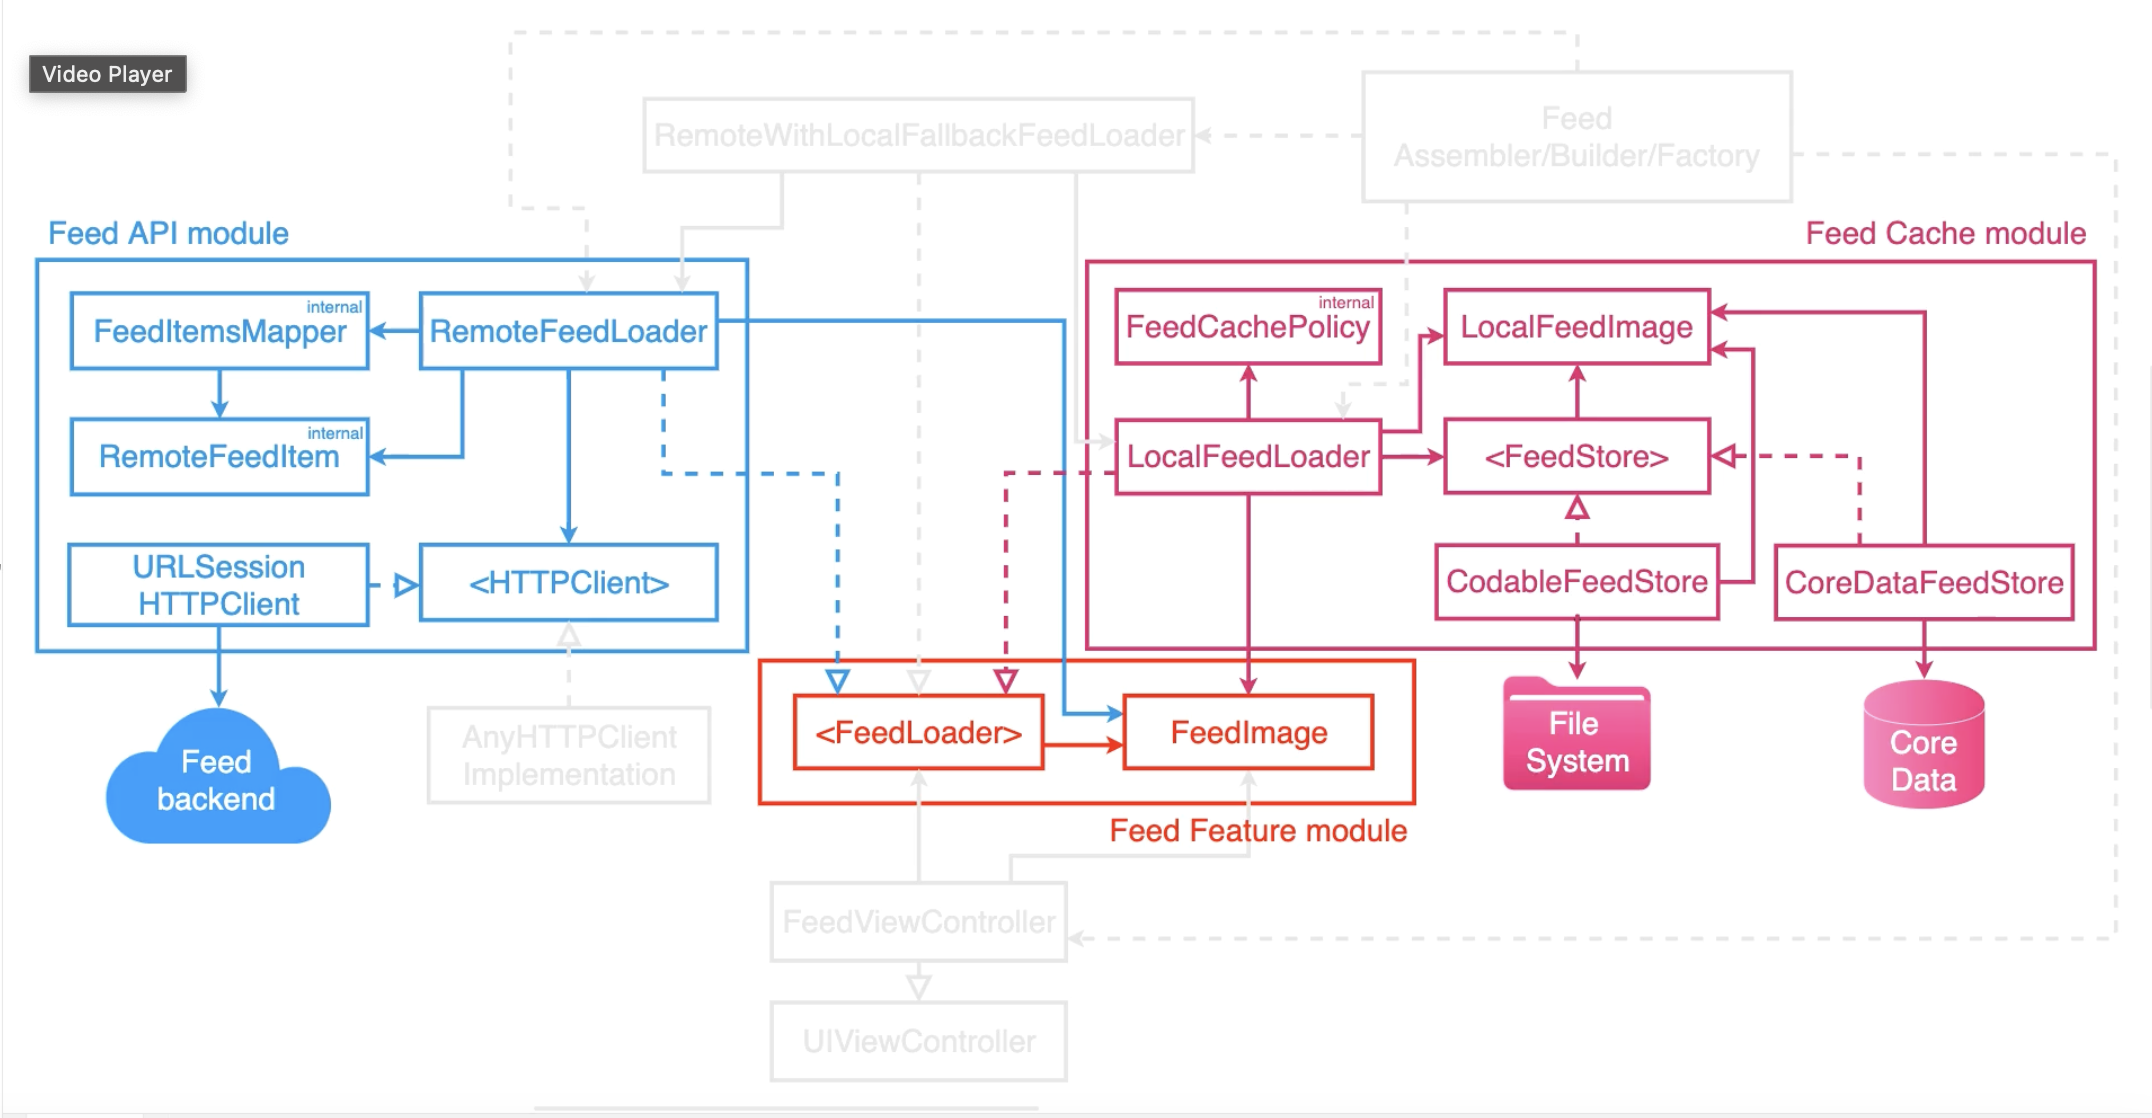 Video Player
RemoteWithLocalFallbackFeedLoader
Feed
Assembler/Builder/Factory
Feed API module
Feed Cache module
internal
FeedItemsMapper
RemoteFeedLoader
internal
FeedCachePolicy
LocalFeedImage
internal
RemoteFeedItem
LocalFeedLoader
<FeedStore>
URLSession
HTTPClient
<HTTPClient>
CodableFeedStore
CoreDataFeedStore
Feed
backend
AnyHTTPClient
Implementation
<FeedLoader>
FeedImage
File
System
Core
Data
Feed Feature module
FeedViewController
UIViewController